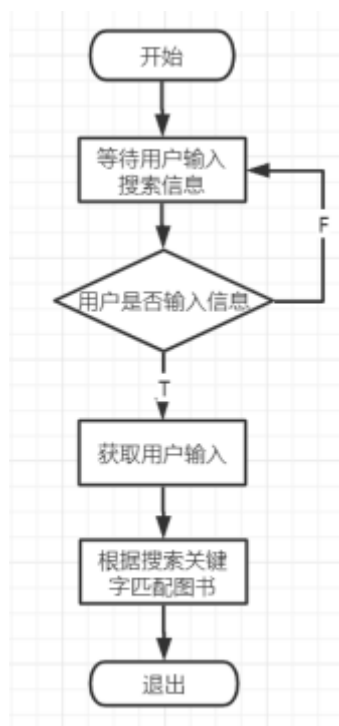 开始
等待用户输入
搜索信息
F
用户是否输入信息
T
获取用户输入
根据搜索关键
字匹配图书
退出